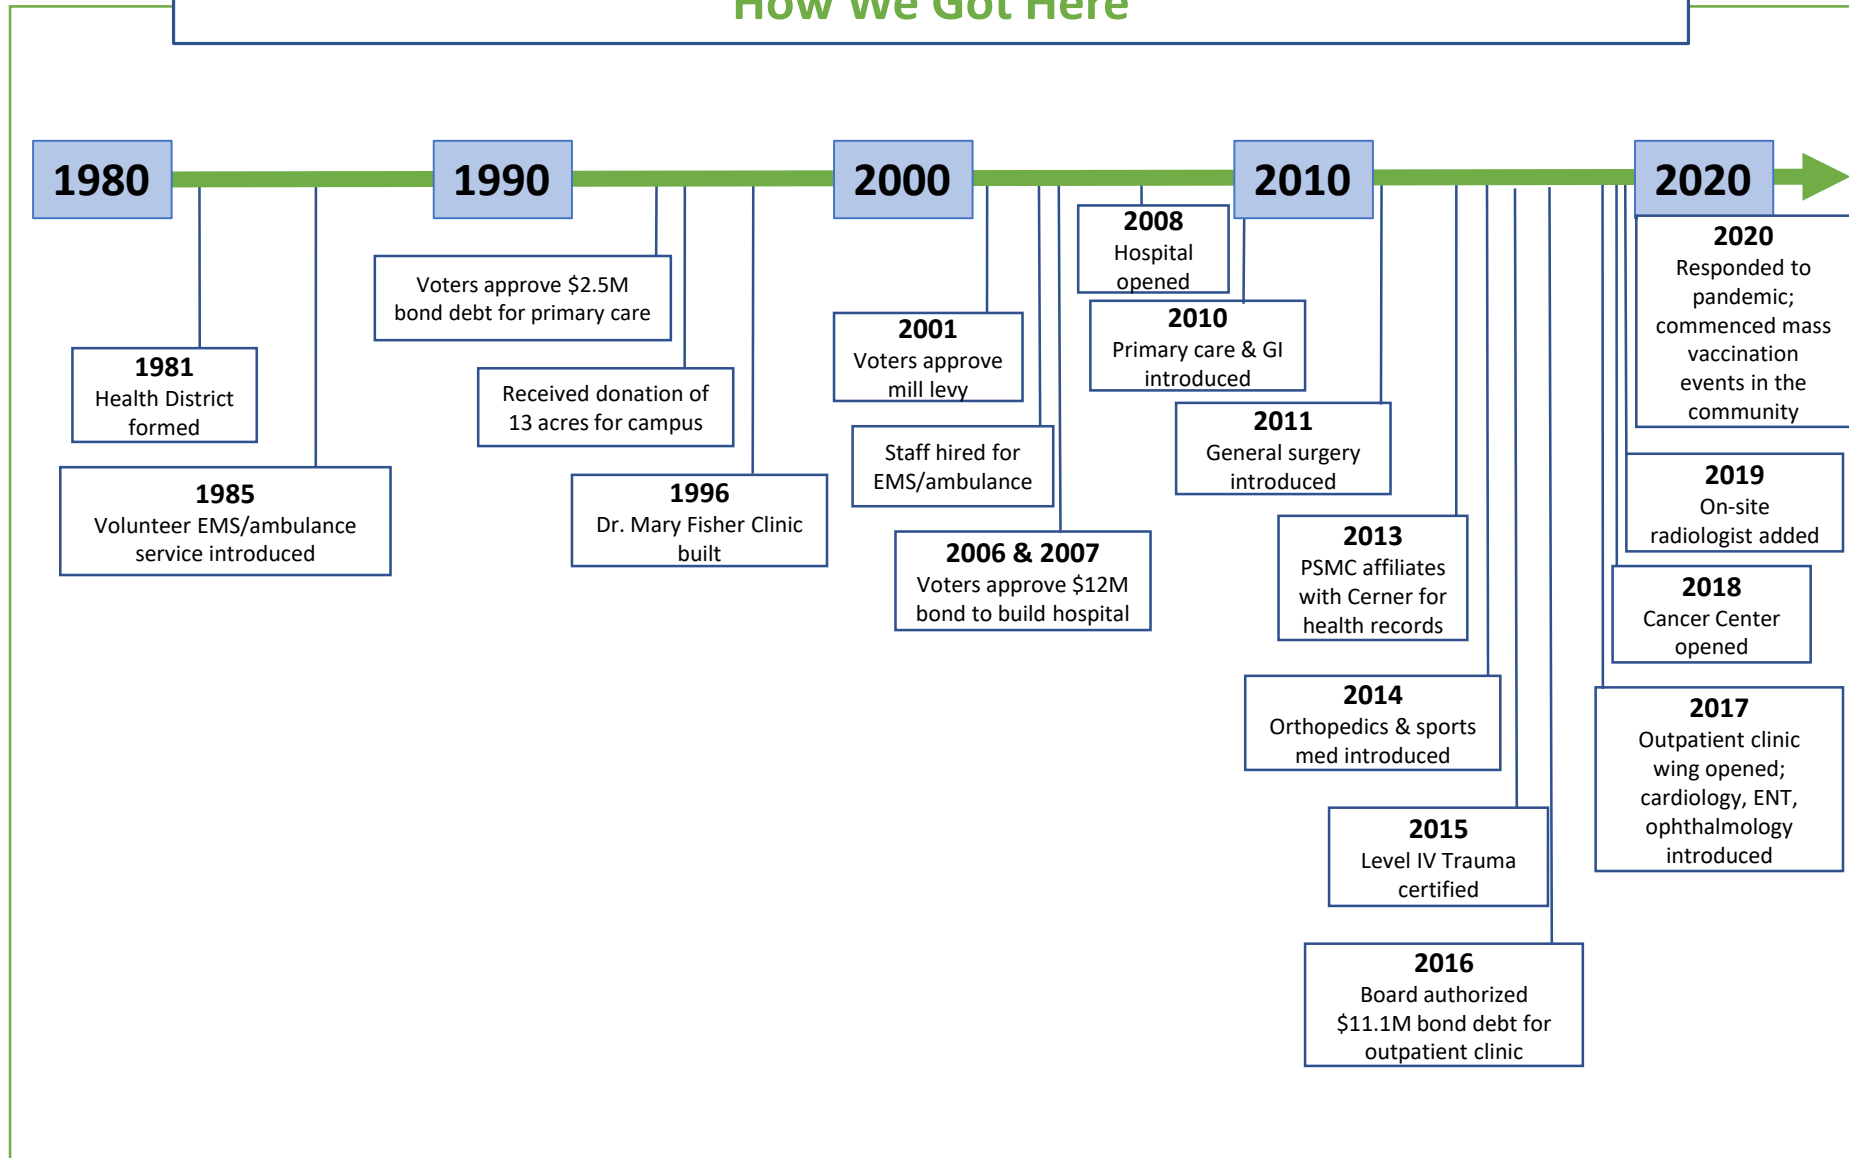 How We Got Here
1980
1990
2000
2010
2020
1981
Health District
formed
1985
Volunteer EMS/ambulance
service introduced
Voters approve $2.5M
bond debt for primary care
Received donation of
13 acres for campus
1996
Dr. Mary Fisher Clinic
built
2001
Voters approve
mill levy
Staff hired for
EMS/ambulance
2006 & 2007
Voters approve $12M
bond to build hospital
2008
Hospital
opened
2010
Primary care & GI
introduced
2011
General surgery
introduced
2013
PSMC affiliates
with Cerner for
health records
2014
Orthopedics & sports
med introduced
2015
Level IV Trauma
certified
2016
Board authorized
$11.1M bond debt for
outpatient clinic
2017
Outpatient clinic
wing opened;
cardiology, ENT,
ophthalmology
introduced
2018
Cancer Center
opened
2019
On-site
radiologist added
2020
Responded to
pandemic;
commenced mass
vaccination
events in the
community